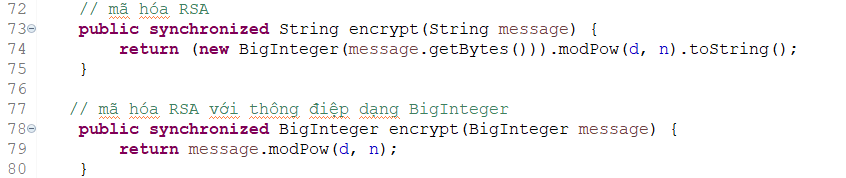 72 // mã hóa RSA
73 public synchronized String encrypt(String message) {
74 return (new BigInteger(message.getBytes())).modPow(d, n).toString();
75 }
76
77 // mã hóa RSA với thông điệp dạng BigInteger
78 public synchronized BigInteger encrypt(BigInteger message) {
79 return message.modPow(d, n);
80 }